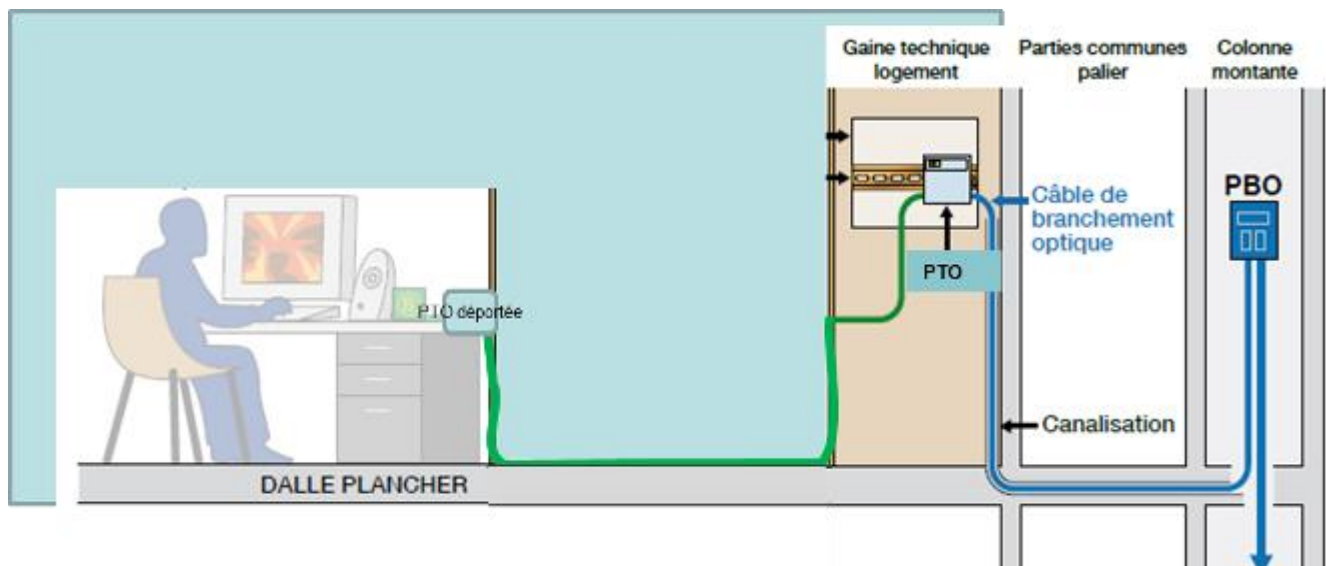 Gaine technique
logement
Parties communes
palier
Colonne
montante
PBO
Câble de
branchement
optique
PTO
PTO déportée
Canalisation
DALLE PLANCHER